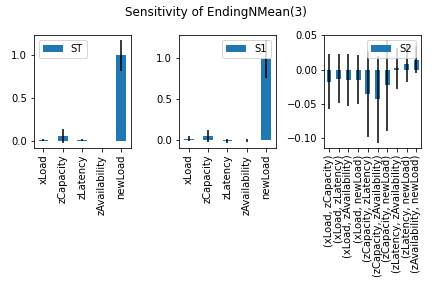 Sensitivity of EndingNMean(3)
ST
1.0
0.5
0.0
xLoad
zCapacity
zLatency
zAvailability
newLoad
S1
1.0
0.5
0.0
xLoad
zCapacity
zLatency
zAvailability
newLoad
S2
0.05
0.00
−0.05
−0.10
(xLoad, zCapacity)
(xLoad, zLatency)
(xLoad, zAvailability)
(xLoad, newLoad)
(zCapacity, zLatency)
(zCapacity, zAvailability)
(zCapacity, newLoad)
(zLatency, zAvailability)
(zLatency, newLoad)
(zAvailability, newLoad)